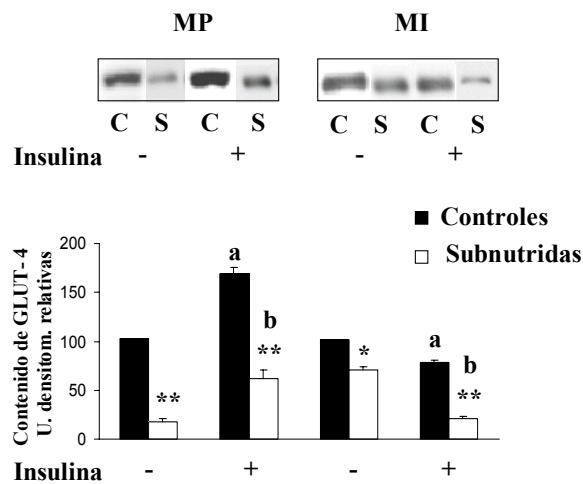 MP MI
C S C S C S C S
Insulina - + - +
Controles
Subnutridas
Contenido de GLUT- 4
U. densitom. relativas
200
150
100
50
0
** a b ** * a b **
Insulina - + - +